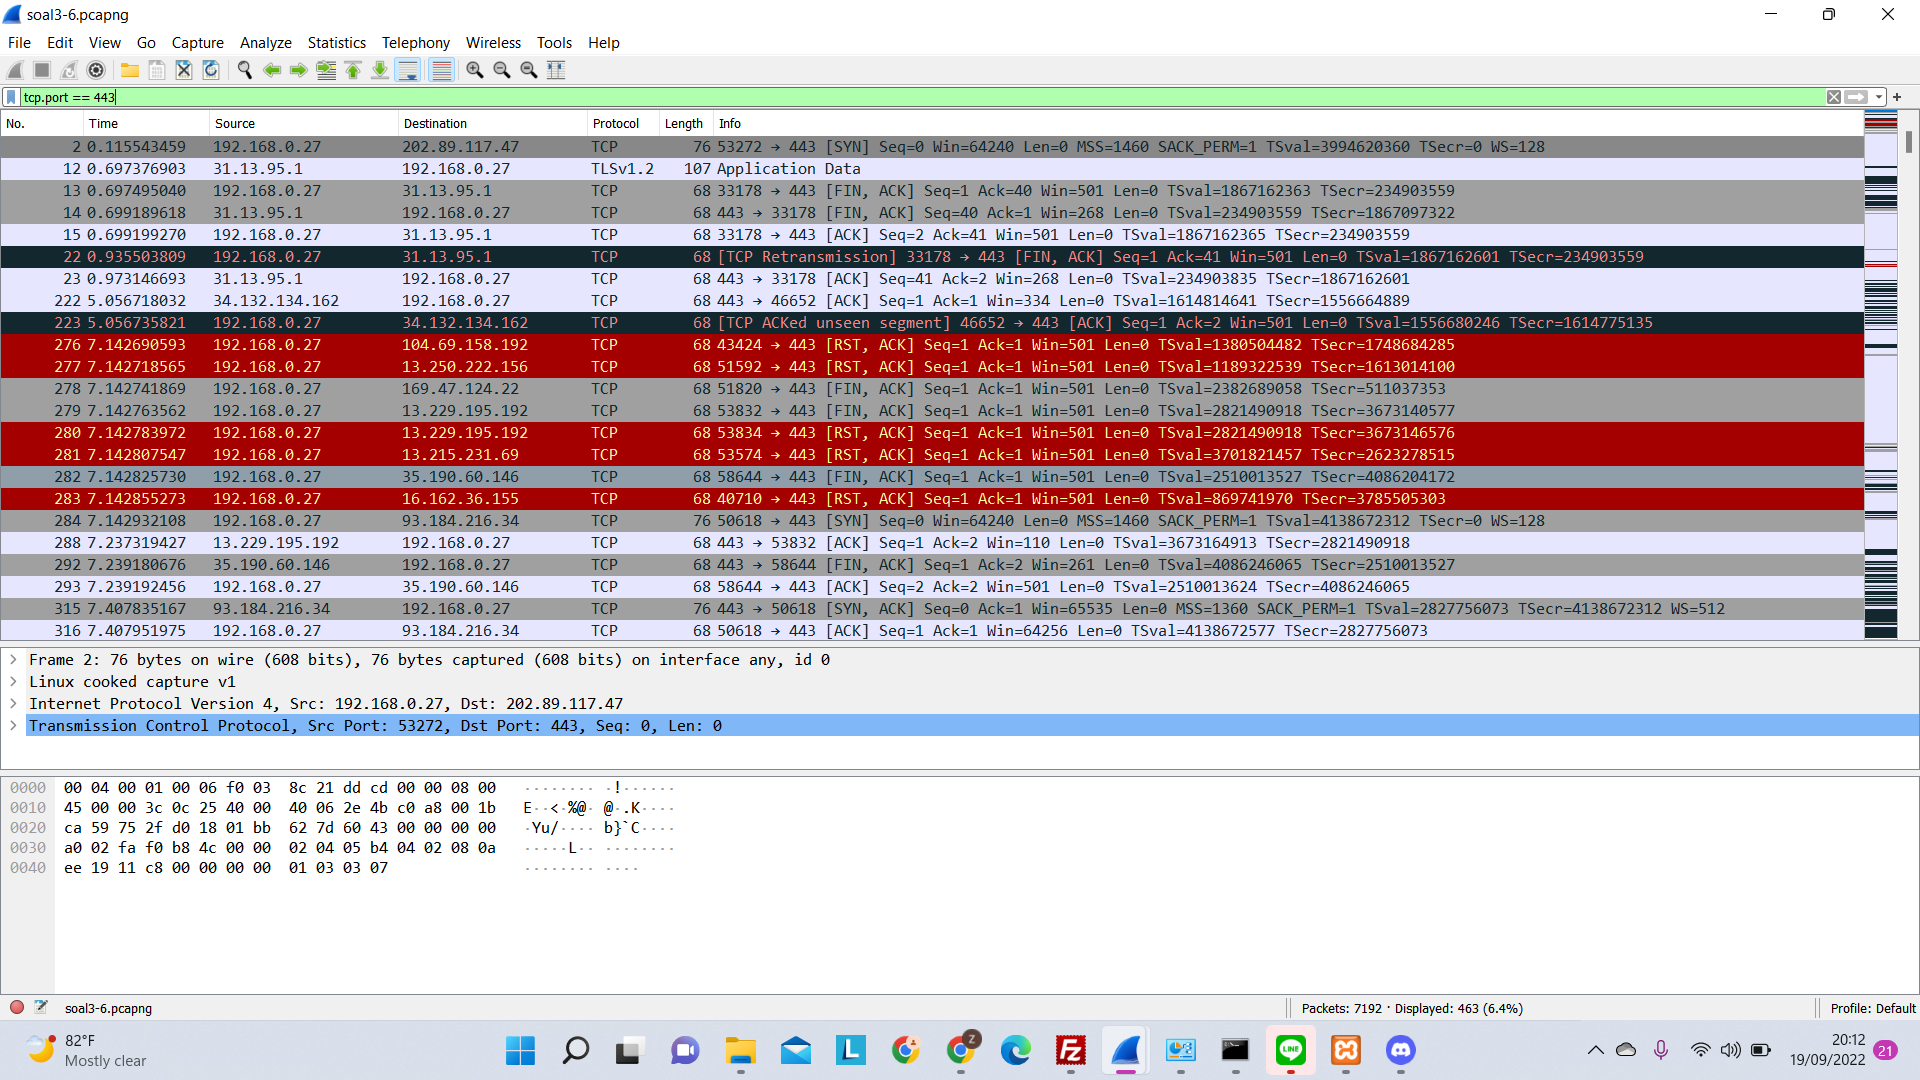 soal3-6.pcapng
File Edit View Go Capture Analyze Statistics Telephony Wireless Tools Help
tcp.port == 443
No. Time Source Destination Protocol Length Info
2 0.115543459 192.168.0.27 202.89.117.47 TCP 76 53272 → 443 [SYN] Seq=0 Win=64240 Len=0 MSS=1460 SACK_PERM=1 TSval=3994620360 TSecr=0 WS=128
12 0.697376903 31.13.95.1 192.168.0.27 TLSv1.2 107 Application Data
13 0.697495040 192.168.0.27 31.13.95.1 TCP 68 33178 → 443 [FIN, ACK] Seq=1 Ack=40 Win=501 Len=0 TSval=1867162363 TSecr=234903559
14 0.699189618 31.13.95.1 192.168.0.27 TCP 68 443 → 33178 [FIN, ACK] Seq=40 Ack=1 Win=268 Len=0 TSval=234903559 TSecr=1867097322
15 0.699199270 192.168.0.27 31.13.95.1 TCP 68 33178 → 443 [ACK] Seq=2 Ack=41 Win=501 Len=0 TSval=1867162365 TSecr=234903559
22 0.935503809 192.168.0.27 31.13.95.1 TCP 68 [TCP Retransmission] 33178 → 443 [FIN, ACK] Seq=1 Ack=41 Win=501 Len=0 TSval=1867162601 TSecr=234903559
23 0.973146693 31.13.95.1 192.168.0.27 TCP 68 443 → 33178 [ACK] Seq=41 Ack=2 Win=268 Len=0 TSval=234903835 TSecr=1867162601
222 5.056718032 34.132.134.162 192.168.0.27 TCP 68 443 → 46652 [ACK] Seq=1 Ack=1 Win=334 Len=0 TSval=1614814641 TSecr=1556664889
223 5.056735821 192.168.0.27 34.132.134.162 TCP 68 [TCP ACKed unseen segment] 46652 → 443 [ACK] Seq=1 Ack=2 Win=501 Len=0 TSval=1556680246 TSecr=1614775135
276 7.142690593 192.168.0.27 104.69.158.192 TCP 68 43424 → 443 [RST, ACK] Seq=1 Ack=1 Win=501 Len=0 TSval=1380504482 TSecr=1748684285
277 7.142718565 192.168.0.27 13.250.222.156 TCP 68 51592 → 443 [RST, ACK] Seq=1 Ack=1 Win=501 Len=0 TSval=1189322539 TSecr=1613014100
278 7.142741869 192.168.0.27 169.47.124.22 TCP 68 51820 → 443 [FIN, ACK] Seq=1 Ack=1 Win=501 Len=0 TSval=2382689058 TSecr=511037353
279 7.142763562 192.168.0.27 13.229.195.192 TCP 68 53832 → 443 [FIN, ACK] Seq=1 Ack=1 Win=501 Len=0 TSval=2821490918 TSecr=3673140577
280 7.142783972 192.168.0.27 13.229.195.192 TCP 68 53834 → 443 [RST, ACK] Seq=1 Ack=1 Win=501 Len=0 TSval=2821490918 TSecr=3673146576
281 7.142807547 192.168.0.27 13.215.231.69 TCP 68 53574 → 443 [RST, ACK] Seq=1 Ack=1 Win=501 Len=0 TSval=3701821457 TSecr=2623278515
282 7.142825730 192.168.0.27 35.190.60.146 TCP 68 58644 → 443 [FIN, ACK] Seq=1 Ack=1 Win=501 Len=0 TSval=2510013527 TSecr=4086204172
283 7.142855273 192.168.0.27 16.162.36.155 TCP 68 40710 → 443 [RST, ACK] Seq=1 Ack=1 Win=501 Len=0 TSval=869741970 TSecr=3785505303
284 7.142932108 192.168.0.27 93.184.216.34 TCP 76 50618 → 443 [SYN] Seq=0 Win=64240 Len=0 MSS=1460 SACK_PERM=1 TSval=4138672312 TSecr=0 WS=128
288 7.237319427 13.229.195.192 192.168.0.27 TCP 68 443 → 53832 [ACK] Seq=1 Ack=2 Win=110 Len=0 TSval=3673164913 TSecr=2821490918
292 7.239180676 35.190.60.146 192.168.0.27 TCP 68 443 → 58644 [FIN, ACK] Seq=1 Ack=2 Win=261 Len=0 TSval=4086246065 TSecr=2510013527
293 7.239192456 192.168.0.27 35.190.60.146 TCP 68 58644 → 443 [ACK] Seq=2 Ack=2 Win=501 Len=0 TSval=2510013624 TSecr=4086246065
315 7.407835167 93.184.216.34 192.168.0.27 TCP 76 443 → 50618 [SYN, ACK] Seq=0 Ack=1 Win=65535 Len=0 MSS=1360 SACK_PERM=1 TSval=2827756073 TSecr=4138672312 WS=512
316 7.407951975 192.168.0.27 93.184.216.34 TCP 68 50618 → 443 [ACK] Seq=1 Ack=1 Win=64256 Len=0 TSval=4138672577 TSecr=2827756073
Frame 2: 76 bytes on wire (608 bits), 76 bytes captured (608 bits) on interface any, id 0
Linux cooked capture v1
Internet Protocol Version 4, Src: 192.168.0.27, Dst: 202.89.117.47
Transmission Control Protocol, Src Port: 53272, Dst Port: 443, Seq: 0, Len: 0
0000 00 04 00 01 00 06 f0 03 8c 21 dd cd 00 00 08 00 ········ ·!······
0010 45 00 00 3c 0c 25 40 00 40 06 2e 4b c0 a8 00 1b E··<·%@· @·.K····
0020 ca 59 75 2f d0 18 01 bb 62 7d 60 43 00 00 00 00 ·Yu/···· b}`C····
0030 a0 02 fa f0 b8 4c 00 00 02 04 05 b4 04 02 08 0a ·····L·· ········
0040 ee 19 11 c8 00 00 00 00 01 03 03 07 ········ ····
soal3-6.pcapng
Packets: 7192 · Displayed: 463 (6.4%)
Profile: Default
82°F
Mostly clear
L
Z
Fz
LINE
20:12
19/09/2022
21